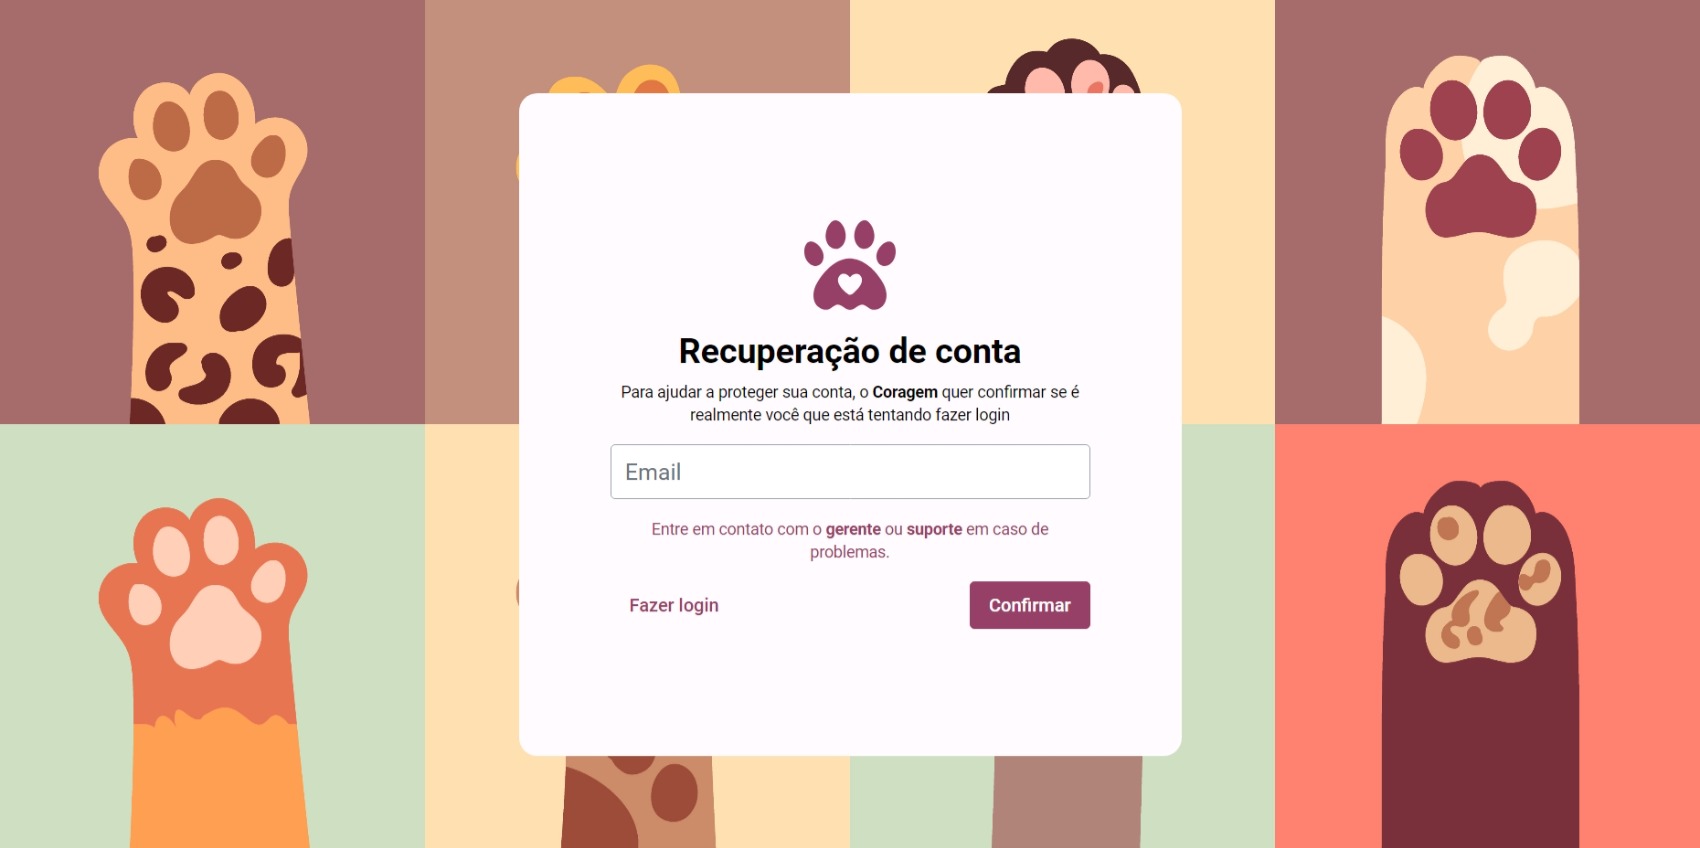 Recuperação de conta
Para ajudar a proteger sua conta, o Coragem quer confirmar se é
realmente você que está tentando fazer login
Email
Entre em contato com o gerente ou suporte em caso de
problemas.
Fazer login
Confirmar